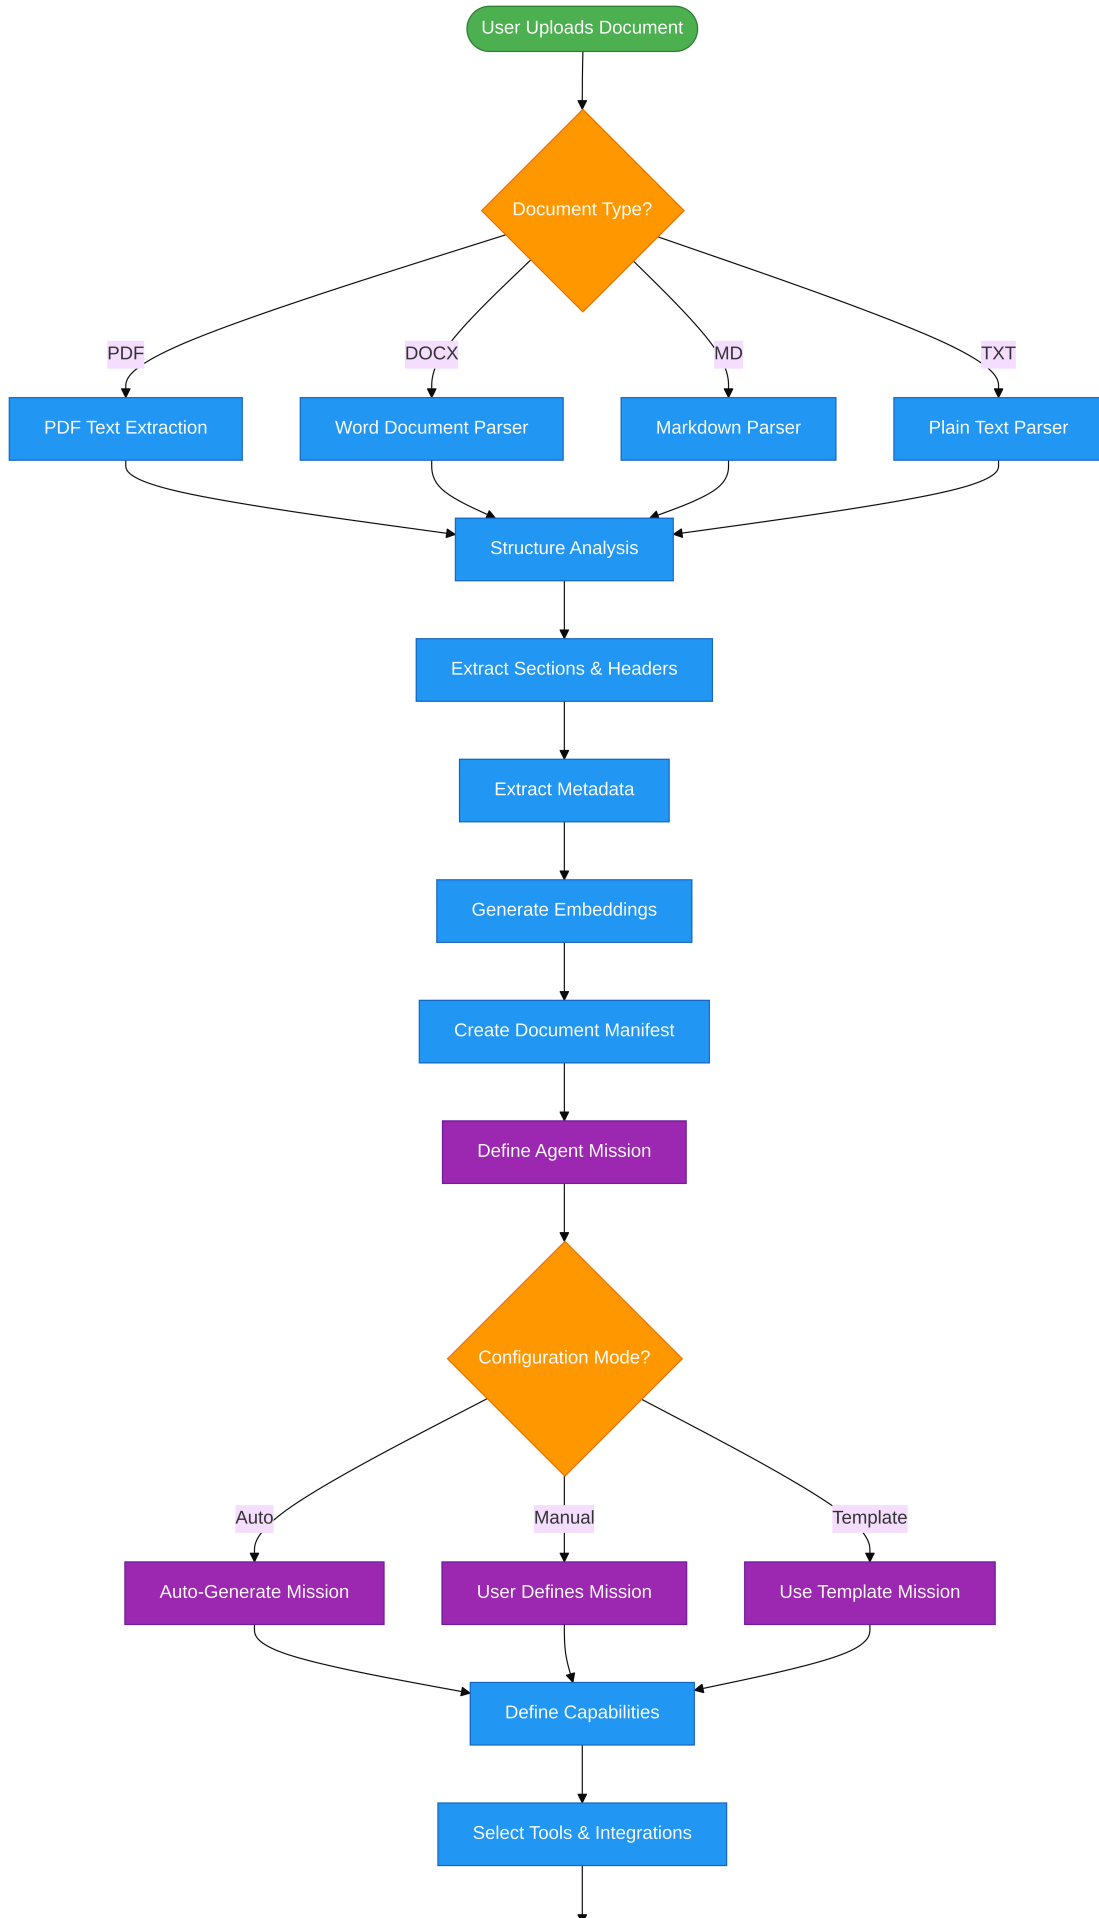 User Uploads Document
Document Type?
PDF
DOCX
MD
TXT
PDF Text Extraction
Word Document Parser
Markdown Parser
Plain Text Parser
Structure Analysis
Extract Sections & Headers
Extract Metadata
Generate Embeddings
Create Document Manifest
Define Agent Mission
Configuration Mode?
Auto
Manual
Template
Auto-Generate Mission
User Defines Mission
Use Template Mission
Define Capabilities
Select Tools & Integrations